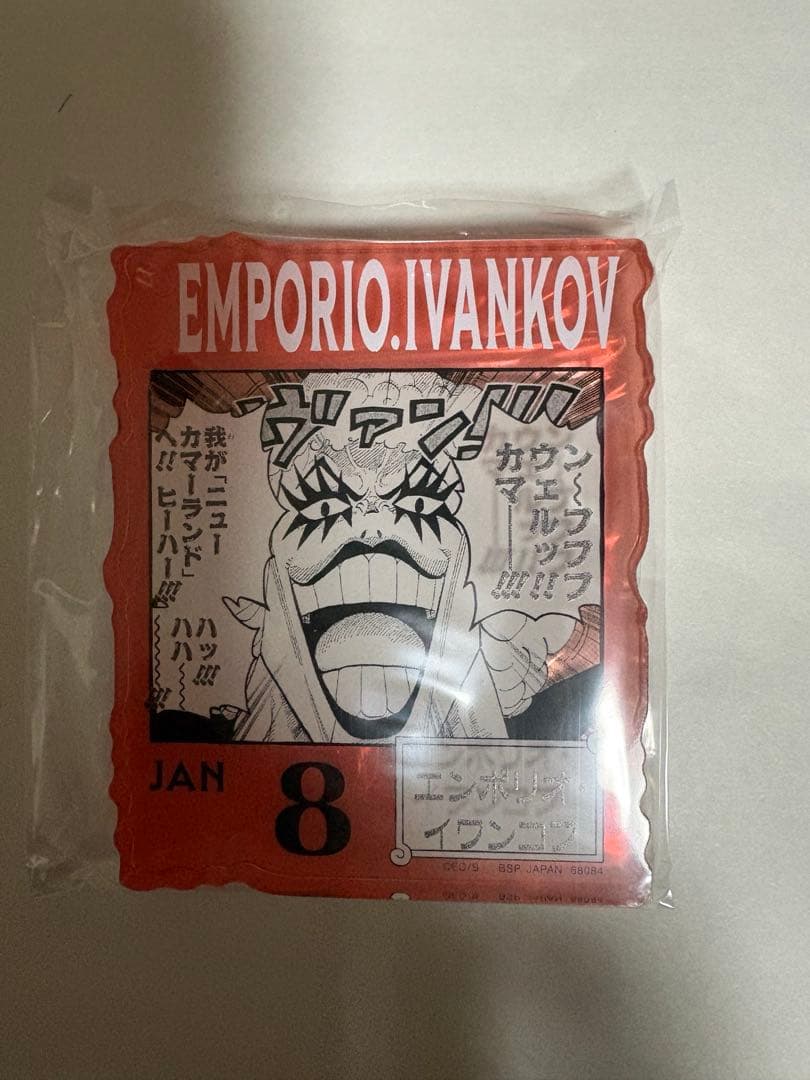 EMPORIO.IVANKOV
ヴァン!!!
ン〜フフフ
ウェルッ!!
カマー!!!
我が「ニュー
わ
カマーランド」
へ!! ヒーハー!!!
ハッ!!!
ハハ
JAN 8
エンポリオ・
イワンコフ
©EO/S BSP JAPAN 68084